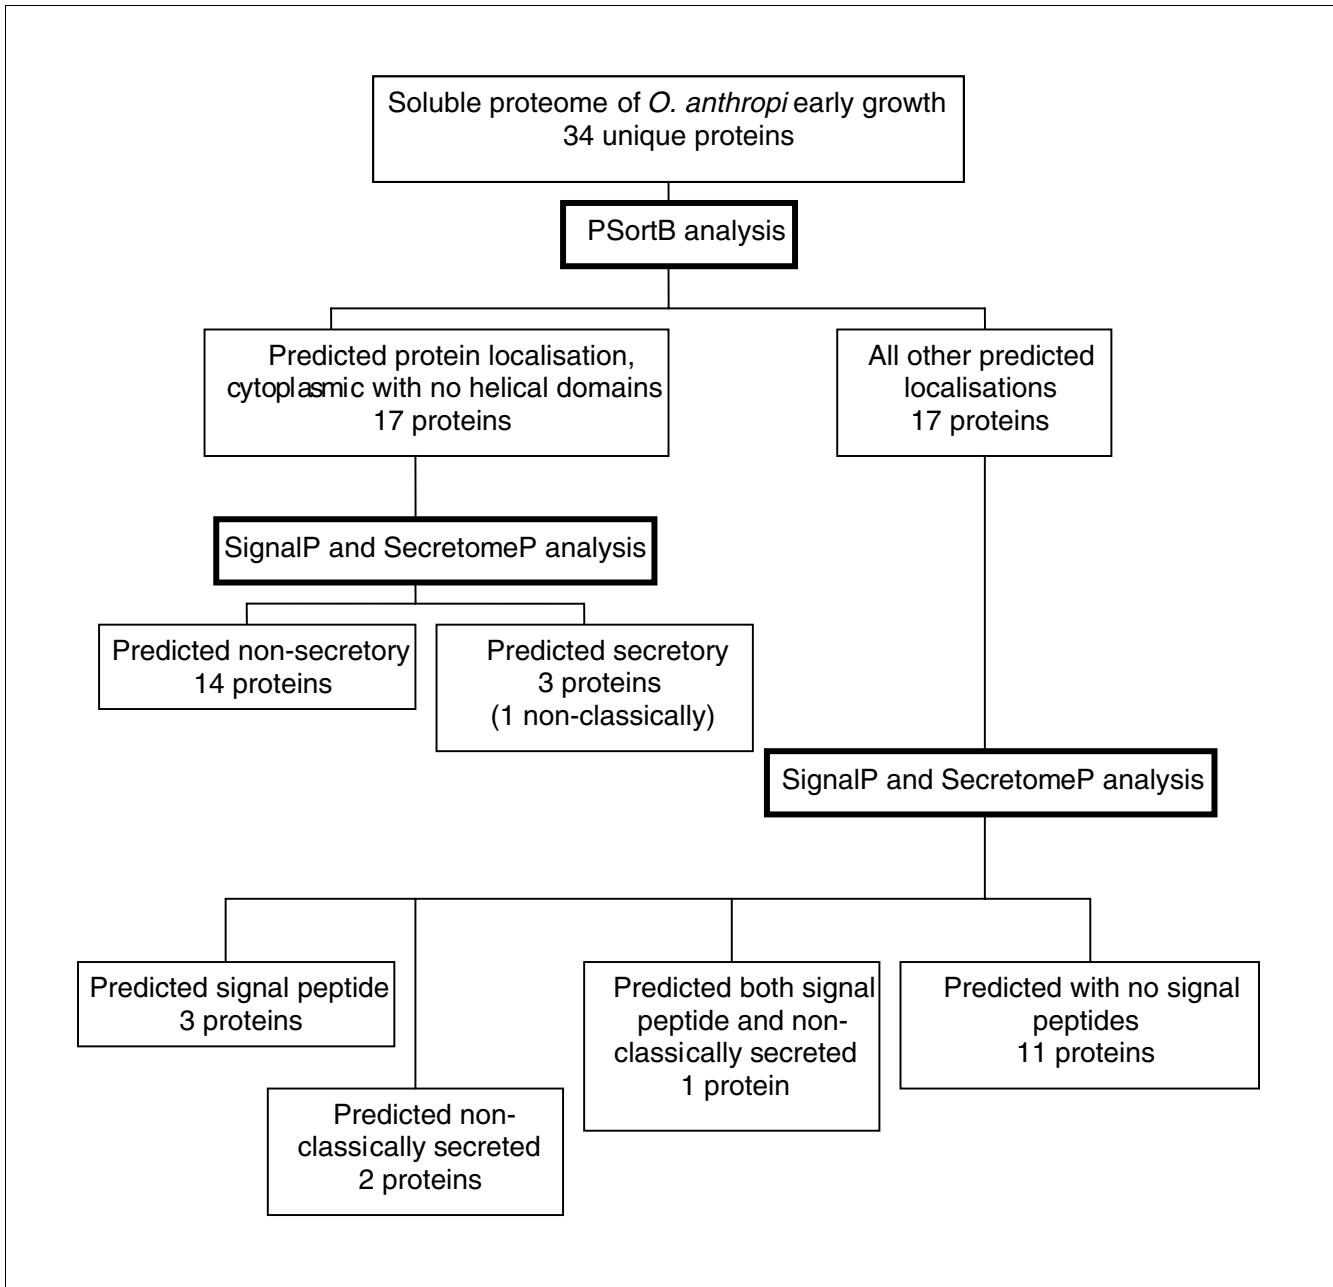 Soluble proteome of O. anthropi early growth
34 unique proteins
PSortB analysis
Predicted protein localisation,
cytoplasmic with no helical domains
17 proteins
All other predicted
localisations
17 proteins
SignalP and SecretomeP analysis
Predicted non-secretory
14 proteins
Predicted secretory
3 proteins
(1 non-classically)
SignalP and SecretomeP analysis
Predicted signal peptide
3 proteins
Predicted non-
classically secreted
2 proteins
Predicted both signal
peptide and non-
classically secreted
1 protein
Predicted with no signal
peptides
11 proteins